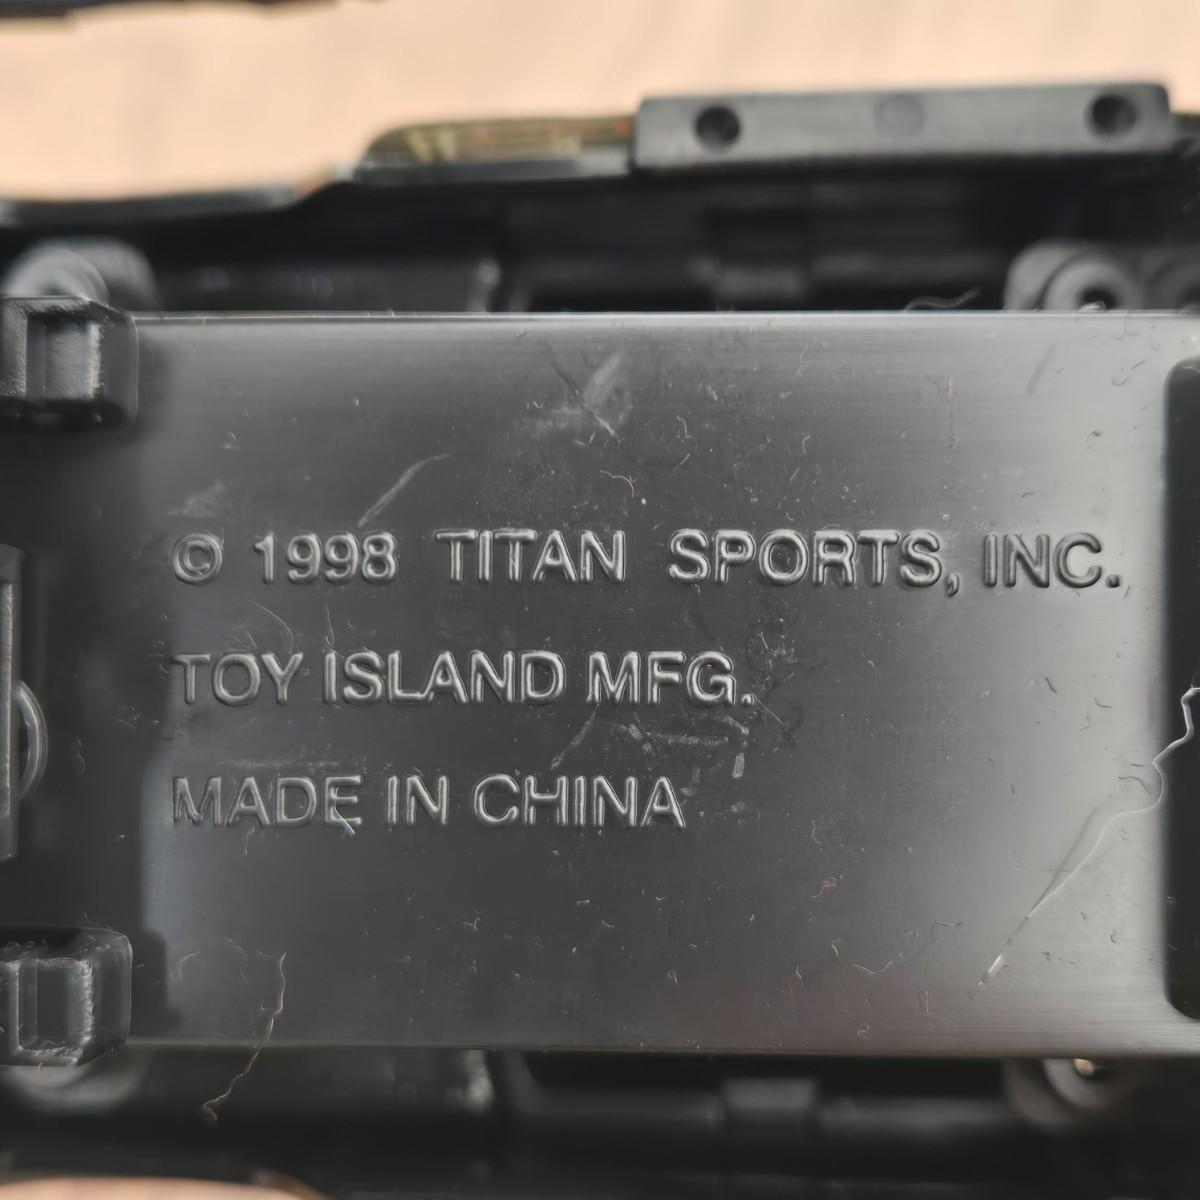 © 1998 TITAN SPORTS, INC.
TOY ISLAND MFG.
MADE IN CHINA